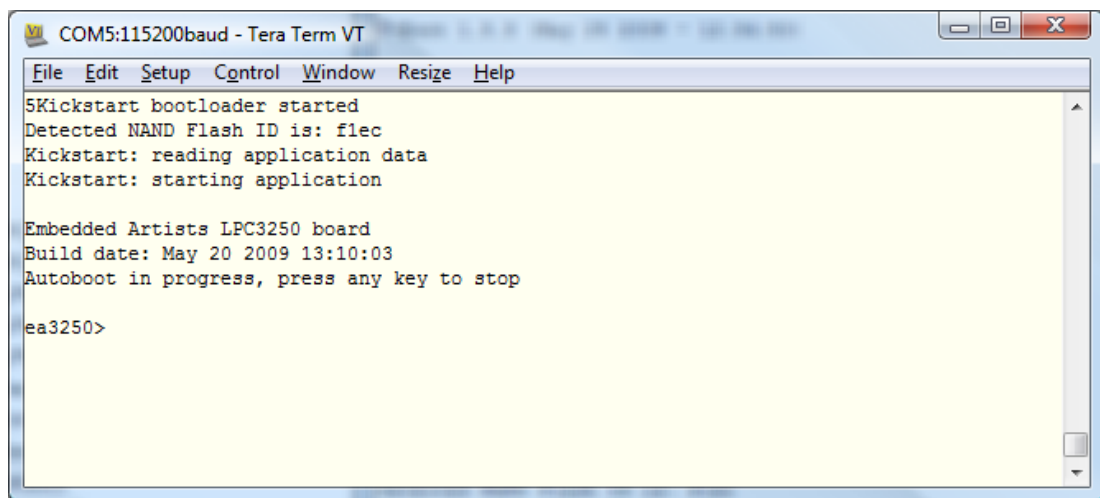 COM5:115200baud - Tera Term VT
File Edit Setup Control Window Resize Help
5Kickstart bootloader started
Detected NAND Flash ID is: f1ec
Kickstart: reading application data
Kickstart: starting application
Embedded Artists LPC3250 board
Build date: May 20 2009 13:10:03
Autoboot in progress, press any key to stop
ea3250>